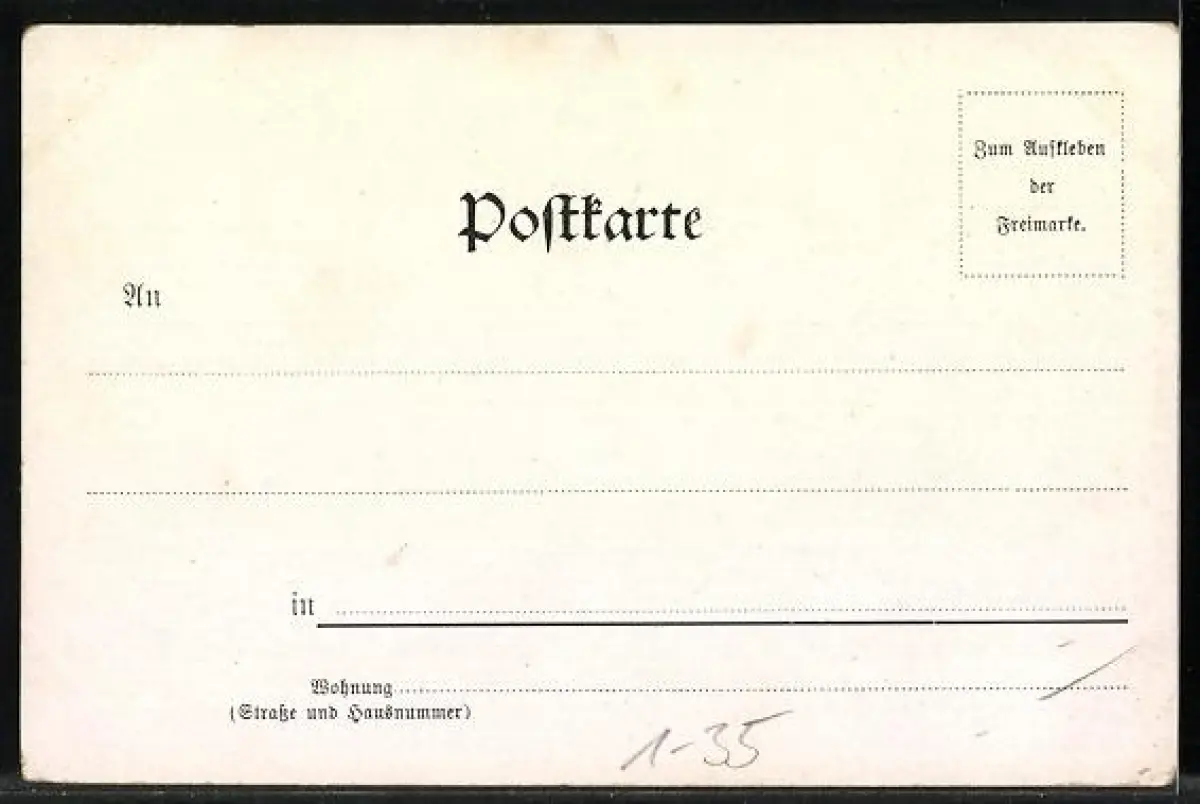 Zum Aufkleben
der
Freimarke.
Postkarte
An
in
Wohnung
(Straße und Hausnummer)
1-35